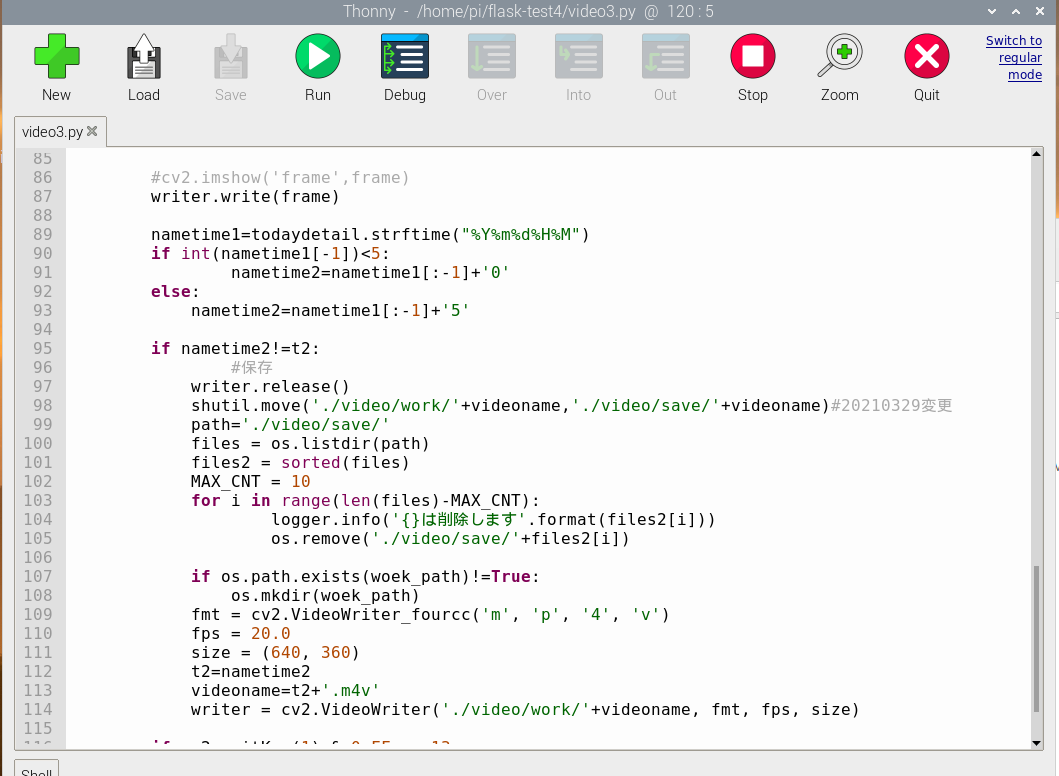 Thonny - /home/pi/flask-test4/video3.py @ 120 : 5
New Load Save Run Debug Over Into Out Stop Zoom Quit
Switch to
regular
mode
video3.py
85
86 #cv2.imshow('frame',frame)
87 writer.write(frame)
88
89 nametime1=todaydetail.strftime("%Y%m%d%H%M")
90 if int(nametime1[-1])<5:
91 nametime2=nametime1[:-1]+'0'
92 else:
93 nametime2=nametime1[:-1]+'5'
94
95 if nametime2!=t2:
96 #保存
97 writer.release()
98 shutil.move('./video/work/'+videoname,'./video/save/'+videoname)#20210329変更
99 path='./video/save/'
100 files = os.listdir(path)
101 files2 = sorted(files)
102 MAX_CNT = 10
103 for i in range(len(files)-MAX_CNT):
104 logger.info('{}は削除します'.format(files2[i]))
105 os.remove('./video/save/'+files2[i])
106
107 if os.path.exists(woek_path)!=True:
108 os.mkdir(woek_path)
109 fmt = cv2.VideoWriter_fourcc('m', 'p', '4', 'v')
110 fps = 20.0
111 size = (640, 360)
112 t2=nametime2
113 videoname=t2+'.m4v'
114 writer = cv2.VideoWriter('./video/work/'+videoname, fmt, fps, size)
115
Shell